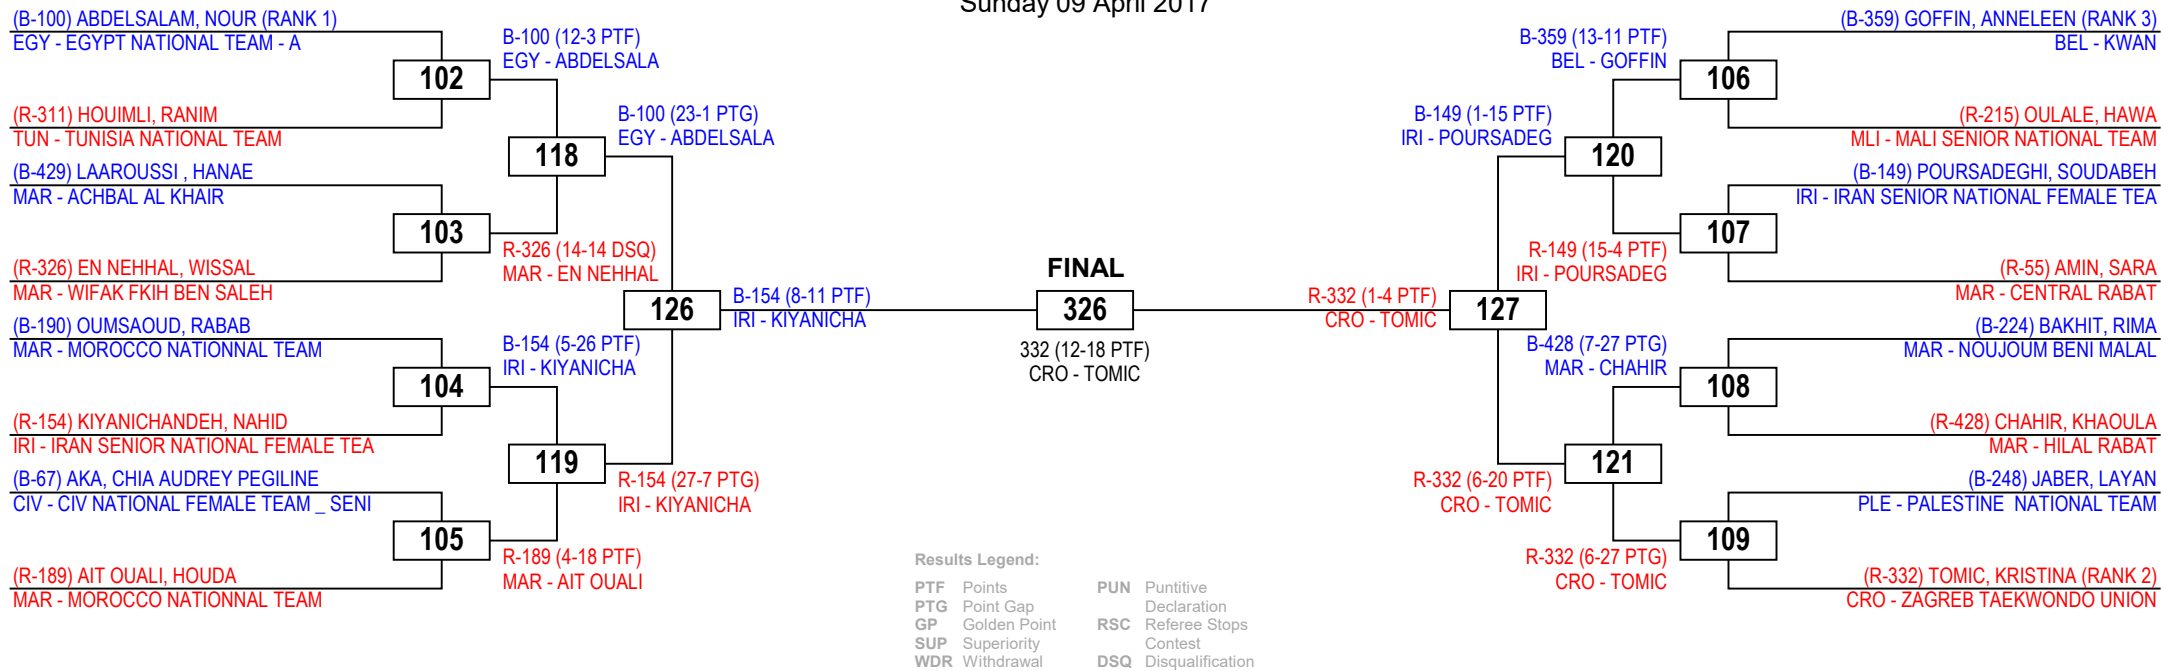 Sunday 09 April 2017
(B-100) ABDELSALAM, NOUR (RANK 1)
EGY - EGYPT NATIONAL TEAM - A
102
(R-311) HOUIMLI, RANIM
TUN - TUNISIA NATIONAL TEAM
(B-429) LAAROUSSI , HANAE
MAR - ACHBAL AL KHAIR
103
(R-326) EN NEHHAL, WISSAL
MAR - WIFAK FKIH BEN SALEH
(B-190) OUMSAOUD, RABAB
MAR - MOROCCO NATIONNAL TEAM
104
(R-154) KIYANICHANDEH, NAHID
IRI - IRAN SENIOR NATIONAL FEMALE TEA
(B-67) AKA, CHIA AUDREY PEGILINE
CIV - CIV NATIONAL FEMALE TEAM _ SENI
105
(R-189) AIT OUALI, HOUDA
MAR - MOROCCO NATIONNAL TEAM
B-100 (12-3 PTF)
EGY - ABDELSALA
118
R-326 (14-14 DSQ)
MAR - EN NEHHAL
B-154 (5-26 PTF)
IRI - KIYANICHA
119
R-189 (4-18 PTF)
MAR - AIT OUALI
B-100 (23-1 PTG)
EGY - ABDELSALA
126
R-154 (27-7 PTG)
IRI - KIYANICHA
B-154 (8-11 PTF)
IRI - KIYANICHA
FINAL
326
332 (12-18 PTF)
CRO - TOMIC
R-332 (1-4 PTF)
CRO - TOMIC
127
B-149 (1-15 PTF)
IRI - POURSADEG
R-332 (6-20 PTF)
CRO - TOMIC
B-359 (13-11 PTF)
BEL - GOFFIN
120
R-149 (15-4 PTF)
IRI - POURSADEG
B-428 (7-27 PTG)
MAR - CHAHIR
121
R-332 (6-27 PTG)
CRO - TOMIC
(B-359) GOFFIN, ANNELEEN (RANK 3)
BEL - KWAN
106
(R-215) OULALE, HAWA
MLI - MALI SENIOR NATIONAL TEAM
(B-149) POURSADEGHI, SOUDABEH
IRI - IRAN SENIOR NATIONAL FEMALE TEA
107
(R-55) AMIN, SARA
MAR - CENTRAL RABAT
(B-224) BAKHIT, RIMA
MAR - NOUJOUM BENI MALAL
108
(R-428) CHAHIR, KHAOULA
MAR - HILAL RABAT
(B-248) JABER, LAYAN
PLE - PALESTINE  NATIONAL TEAM
109
(R-332) TOMIC, KRISTINA (RANK 2)
CRO - ZAGREB TAEKWONDO UNION
Results Legend:
PTF Points
PTG Point Gap
GP Golden Point
SUP Superiority
WDR Withdrawal
PUN Puntitive
Declaration
RSC Referee Stops
Contest
DSQ Disqualification